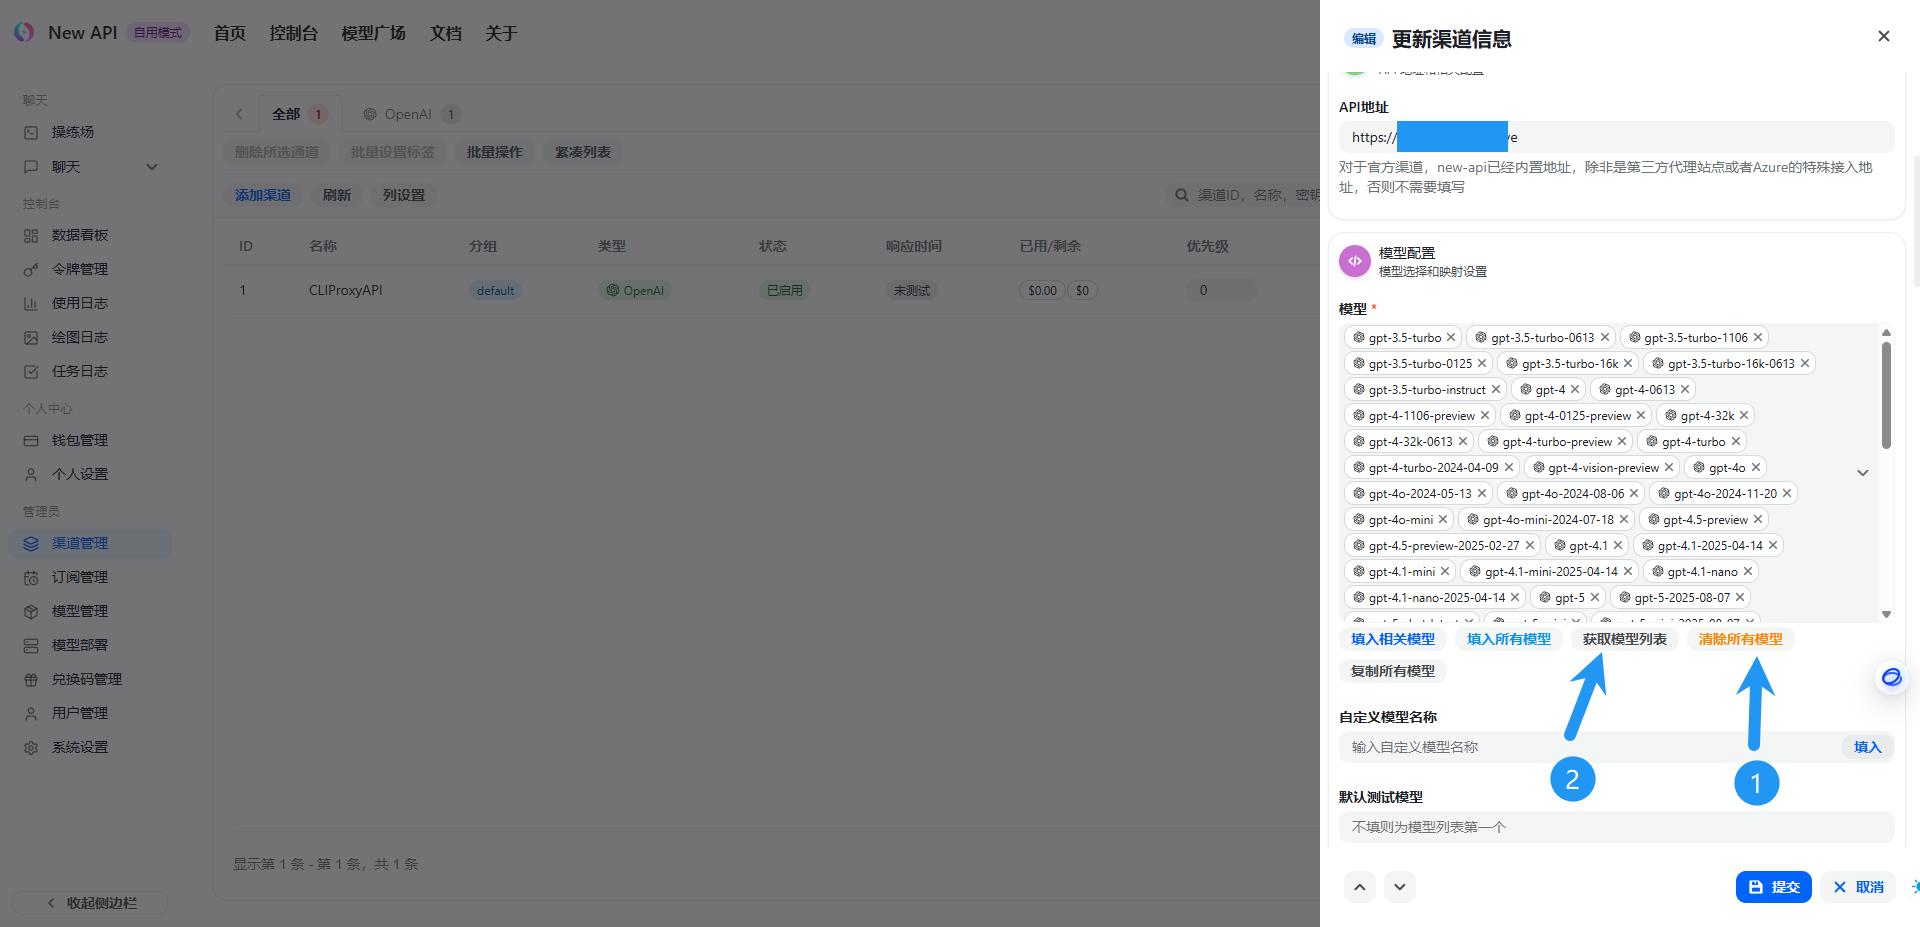 New API 自用模式 首页 控制台 模型广场 文档 关于
聊天
操练场
聊天
控制台
数据看板
令牌管理
使用日志
绘图日志
任务日志
个人中心
钱包管理
个人设置
管理员
渠道管理
订阅管理
模型管理
模型部署
兑换码管理
用户管理
系统设置
收起侧边栏
全部 1 OpenAI 1
删除所选通道 批量设置标签 批量操作 紧凑列表
添加渠道 刷新 列设置 渠道ID，名称，密钥
ID 名称 分组 类型 状态 响应时间 已用/剩余 优先级
1 CLIProxyAPI default OpenAI 已启用 未测试 $0.00 $0 0
显示第 1 条 - 第 1 条，共 1 条
编辑 更新渠道信息
API 地址和相关配置
API地址
https:// ve
对于官方渠道，new-api已经内置地址，除非是第三方代理站点或者Azure的特殊接入地
址，否则不需要填写
模型配置
模型选择和映射设置
模型 *
gpt-3.5-turbo gpt-3.5-turbo-0613 gpt-3.5-turbo-1106
gpt-3.5-turbo-0125 gpt-3.5-turbo-16k gpt-3.5-turbo-16k-0613
gpt-3.5-turbo-instruct gpt-4 gpt-4-0613
gpt-4-1106-preview gpt-4-0125-preview gpt-4-32k
gpt-4-32k-0613 gpt-4-turbo-preview gpt-4-turbo
gpt-4-turbo-2024-04-09 gpt-4-vision-preview gpt-4o
gpt-4o-2024-05-13 gpt-4o-2024-08-06 gpt-4o-2024-11-20
gpt-4o-mini gpt-4o-mini-2024-07-18 gpt-4.5-preview
gpt-4.5-preview-2025-02-27 gpt-4.1 gpt-4.1-2025-04-14
gpt-4.1-mini gpt-4.1-mini-2025-04-14 gpt-4.1-nano
gpt-4.1-nano-2025-04-14 gpt-5 gpt-5-2025-08-07
gpt-5-chat-latest gpt-5-mini gpt-5-mini-2025-08-07
填入相关模型 填入所有模型 获取模型列表 清除所有模型
复制所有模型
自定义模型名称
输入自定义模型名称 填入
2 1
默认测试模型
不填则为模型列表第一个
提交 取消